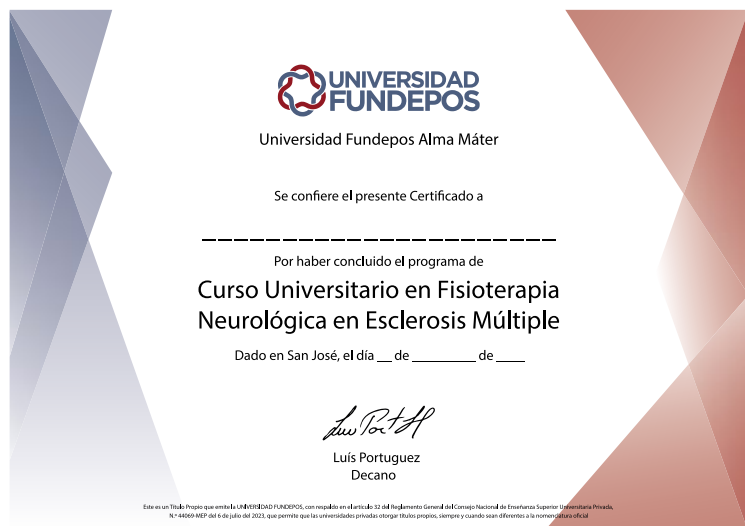 UNIVERSIDAD
FUNDEPOS
Universidad Fundepos Alma Máter
Se confiere el presente Certificado a
Por haber concluido el programa de
Curso Universitario en Fisioterapia
Neurológica en Esclerosis Múltiple
Dado en San José, el día __ de ________ de ____
Luís Portuguez
Decano
Este es un Título Propio que emite la UNIVERSIDAD FUNDEPOS, con respaldo en el artículo 32 del Reglamento General del Consejo Nacional de Enseñanza Superior Universitaria Privada,
N.º 44069-MEP del 6 de julio del 2023, que permite que las universidades privadas otorgar títulos propios, siempre y cuando sean diferentes a la nomenclatura oficial